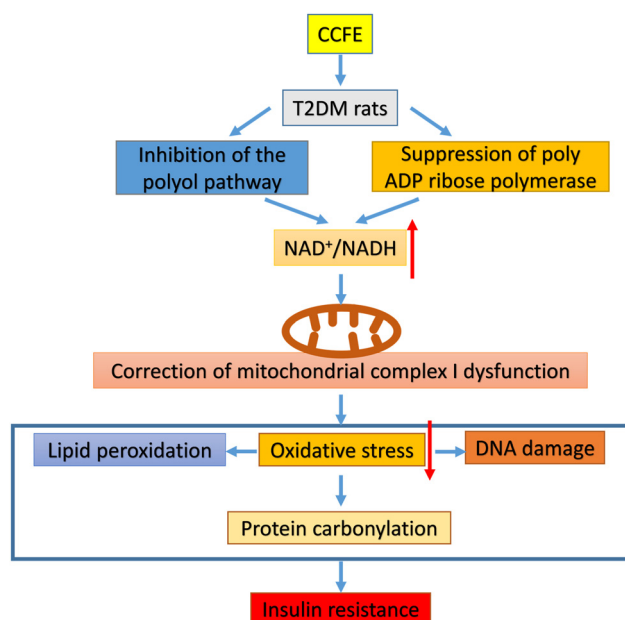 CCFE
T2DM rats
Inhibition of the
polyol pathway
Suppression of poly
ADP ribose polymerase
NAD⁺/NADH
Correction of mitochondrial complex I dysfunction
Lipid peroxidation
Oxidative stress
DNA damage
Protein carbonylation
Insulin resistance